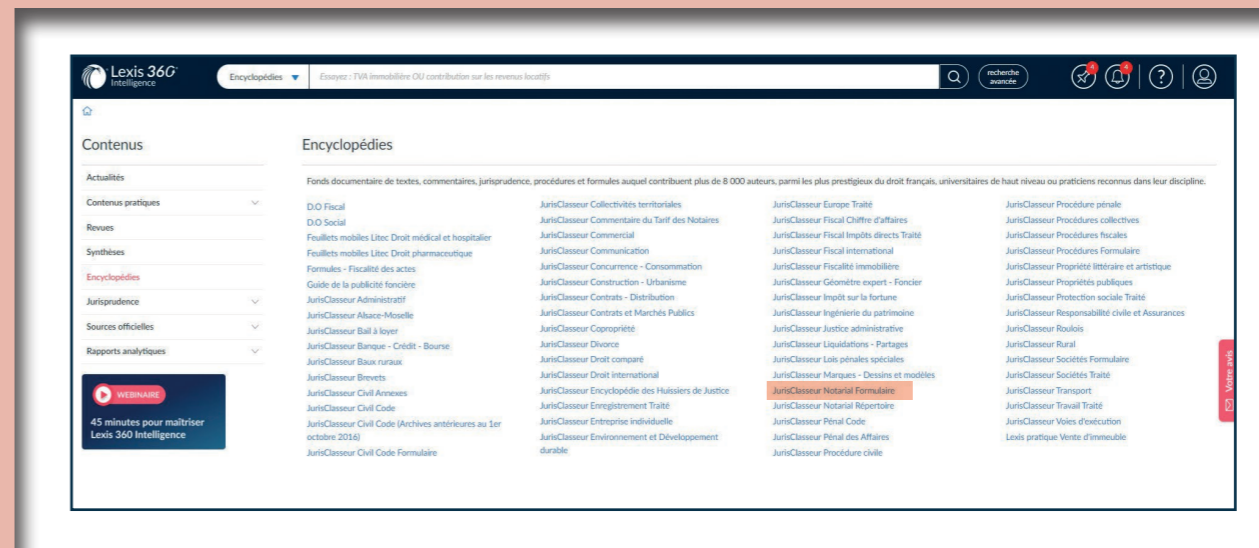 Lexis 360
Intelligence
Encyclopédies
Essayez : TVA immobilière OU contribution sur les revenus locatifs
recherche
avancée
4
4
?
Contenus
Actualités
Contenus pratiques
Revues
Synthèses
Encyclopédies
Jurisprudence
Sources officielles
Rapports analytiques
WEBINAIRE
45 minutes pour maîtriser
Lexis 360 Intelligence
Encyclopédies
Fonds documentaire de textes, commentaires, jurisprudence, procédures et formules auquel contribuent plus de 8 000 auteurs, parmi les plus prestigieux du droit français, universitaires de haut niveau ou praticiens reconnus dans leur discipline.
D.O Fiscal
D.O Social
Feuillets mobiles Litec Droit médical et hospitalier
Feuillets mobiles Litec Droit pharmaceutique
Formules - Fiscalité des actes
Guide de la publicité foncière
JurisClasseur Administratif
JurisClasseur Alsace-Moselle
JurisClasseur Bail à loyer
JurisClasseur Banque - Crédit - Bourse
JurisClasseur Baux ruraux
JurisClasseur Brevets
JurisClasseur Civil Annexes
JurisClasseur Civil Code
JurisClasseur Civil Code (Archives antérieures au 1er
octobre 2016)
JurisClasseur Civil Code Formulaire
JurisClasseur Collectivités territoriales
JurisClasseur Commentaire du Tarif des Notaires
JurisClasseur Commercial
JurisClasseur Communication
JurisClasseur Concurrence - Consommation
JurisClasseur Construction - Urbanisme
JurisClasseur Contrats - Distribution
JurisClasseur Contrats et Marchés Publics
JurisClasseur Copropriété
JurisClasseur Divorce
JurisClasseur Droit comparé
JurisClasseur Droit international
JurisClasseur Encyclopédie des Huissiers de Justice
JurisClasseur Enregistrement Traité
JurisClasseur Entreprise individuelle
JurisClasseur Environnement et Développement
durable
JurisClasseur Europe Traité
JurisClasseur Fiscal Chiffre d'affaires
JurisClasseur Fiscal Impôts directs Traité
JurisClasseur Fiscal international
JurisClasseur Fiscalité immobilière
JurisClasseur Géomètre expert - Foncier
JurisClasseur Impôt sur la fortune
JurisClasseur Ingénierie du patrimoine
JurisClasseur Justice administrative
JurisClasseur Liquidations - Partages
JurisClasseur Lois pénales spéciales
JurisClasseur Marques - Dessins et modèles
JurisClasseur Notarial Formulaire
JurisClasseur Notarial Répertoire
JurisClasseur Pénal Code
JurisClasseur Pénal des Affaires
JurisClasseur Procédure civile
JurisClasseur Procédure pénale
JurisClasseur Procédures collectives
JurisClasseur Procédures fiscales
JurisClasseur Procédures Formulaire
JurisClasseur Propriété littéraire et artistique
JurisClasseur Propriétés publiques
JurisClasseur Protection sociale Traité
JurisClasseur Responsabilité civile et Assurances
JurisClasseur Roulois
JurisClasseur Rural
JurisClasseur Sociétés Formulaire
JurisClasseur Sociétés Traité
JurisClasseur Transport
JurisClasseur Travail Traité
JurisClasseur Voies d'exécution
Lexis pratique Vente d'immeuble
Votre avis